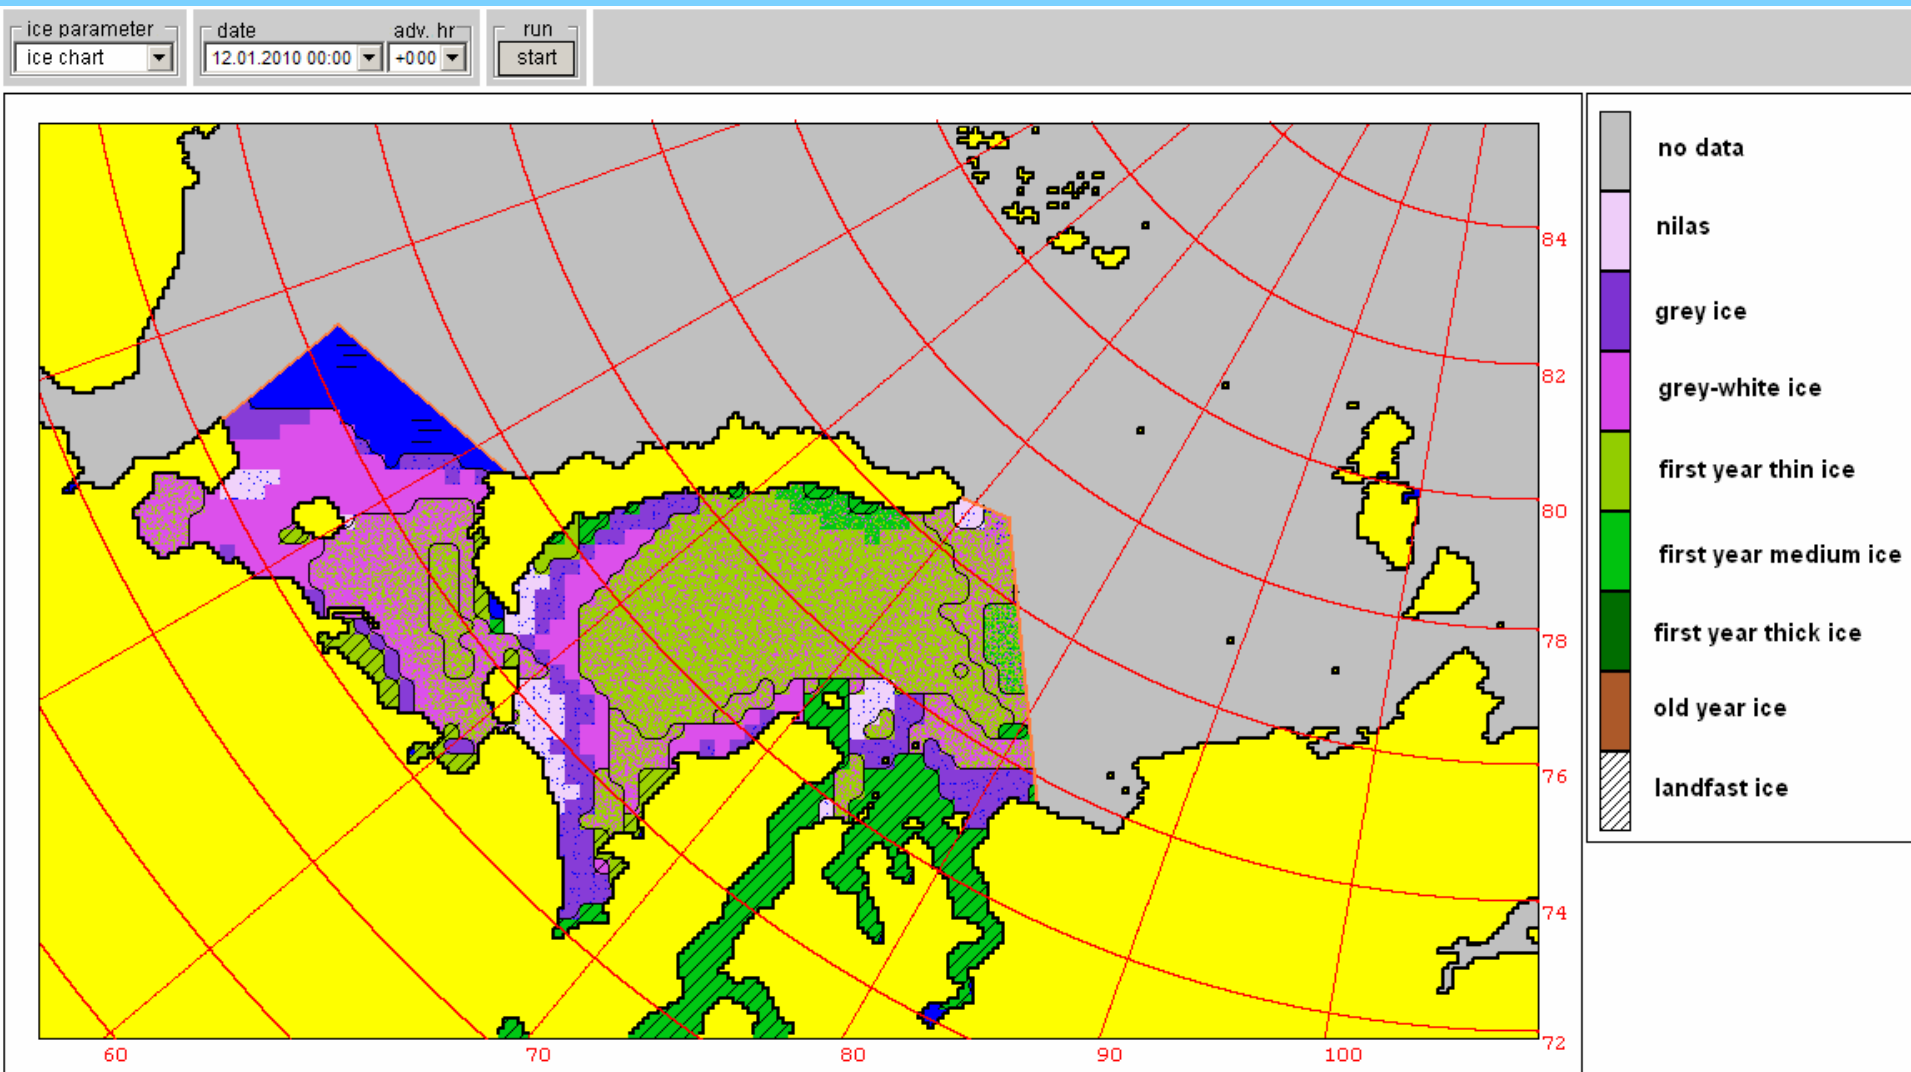 ice parameter
date
adv. hr
run
ice chart
12.01.2010 00:00
+000
start
no data
nilas
grey ice
grey-white ice
first year thin ice
first year medium ice
first year thick ice
old year ice
landfast ice
84
82
80
78
76
74
72
60
70
80
90
100